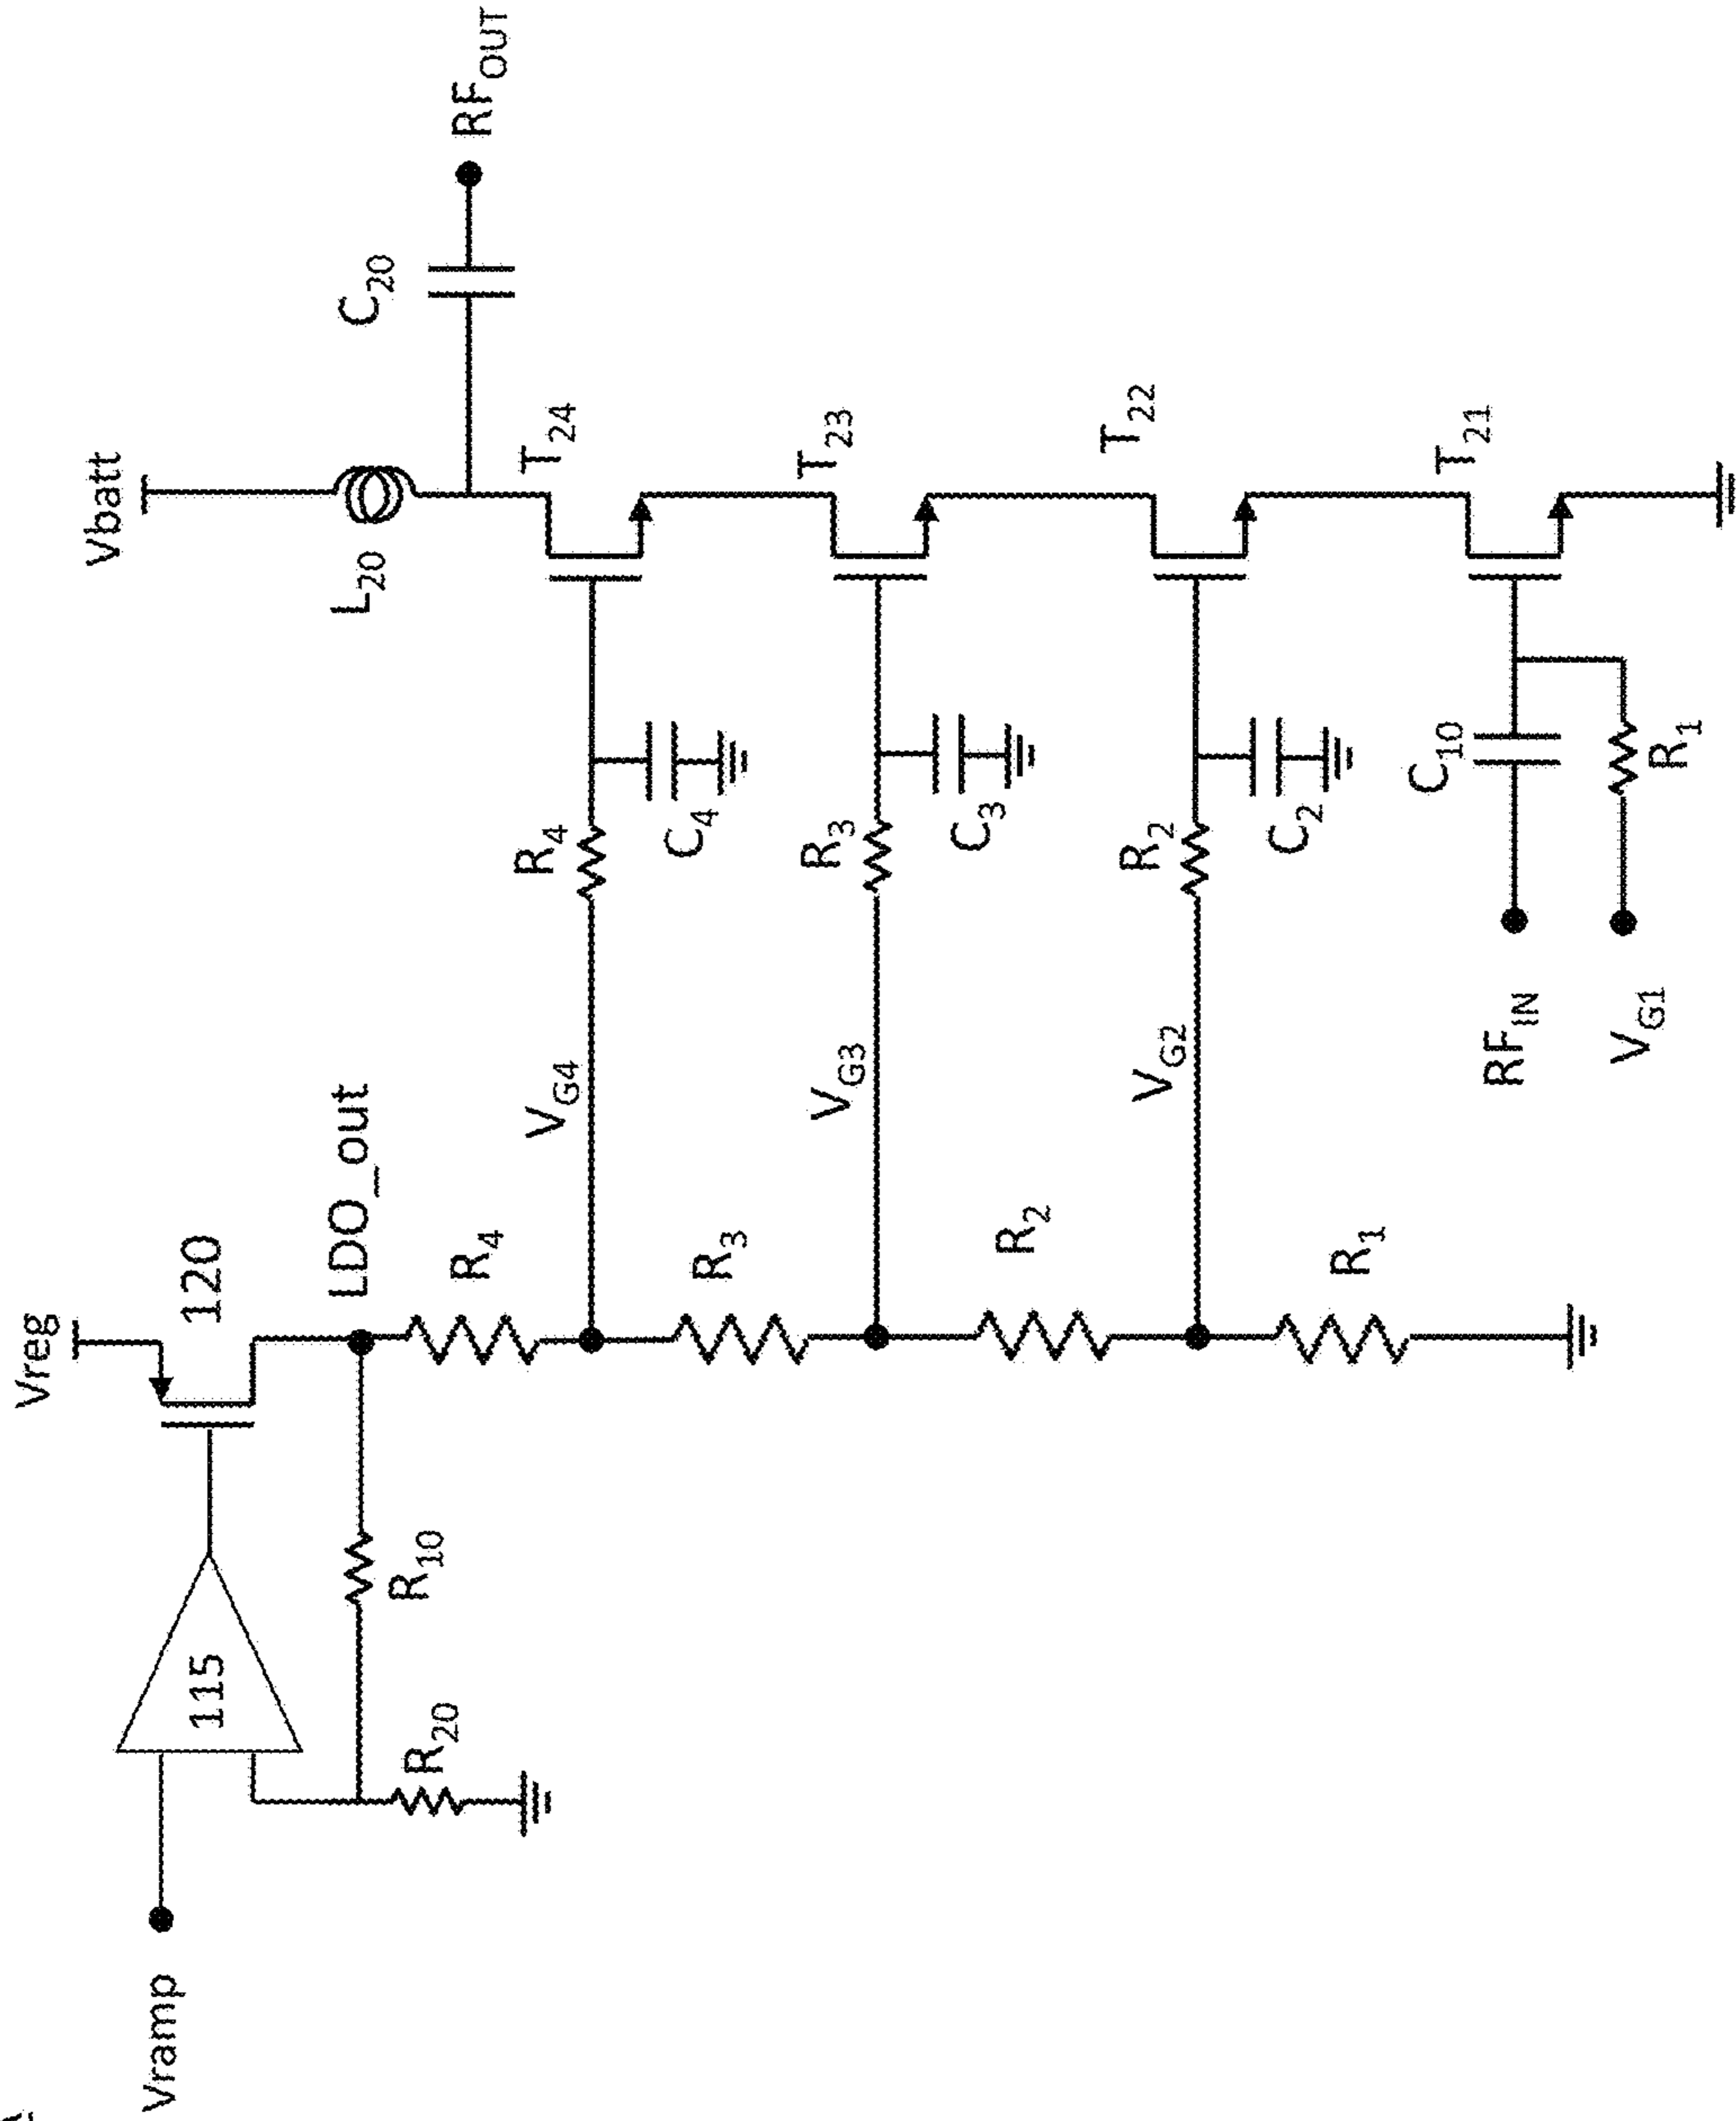 Vreg
Vbatt
120
115
Vramp
LDO_out
R10
R20
L20
C20
RFOUT
R4
VG4
R4
C4
T24
R3
VG3
R3
C3
T23
R2
VG2
R2
C2
T22
R1
RFIN
C10
T21
VG1
R1